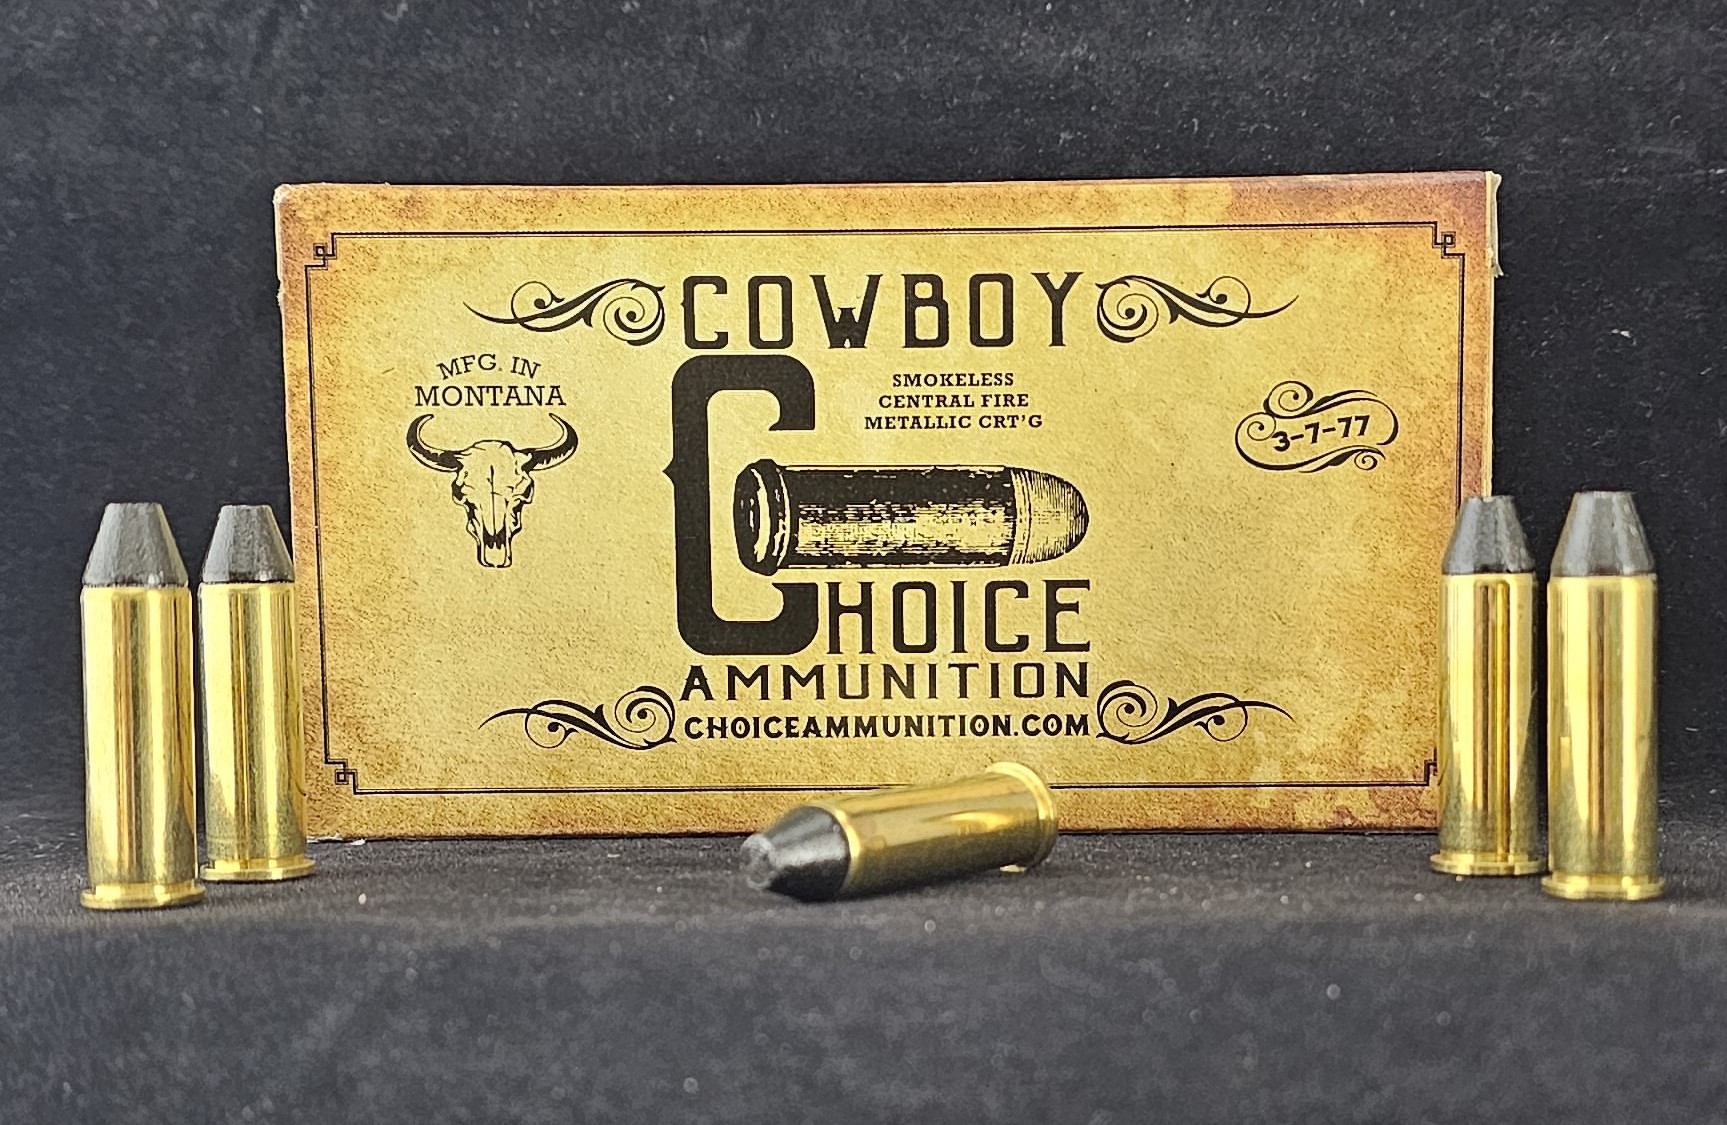 COWBOY
MFG. IN
MONTANA
SMOKELESS
CENTRAL FIRE
METALLIC CRT'G
3-7-77
CHOICE
AMMUNITION
CHOICEAMMUNITION.COM